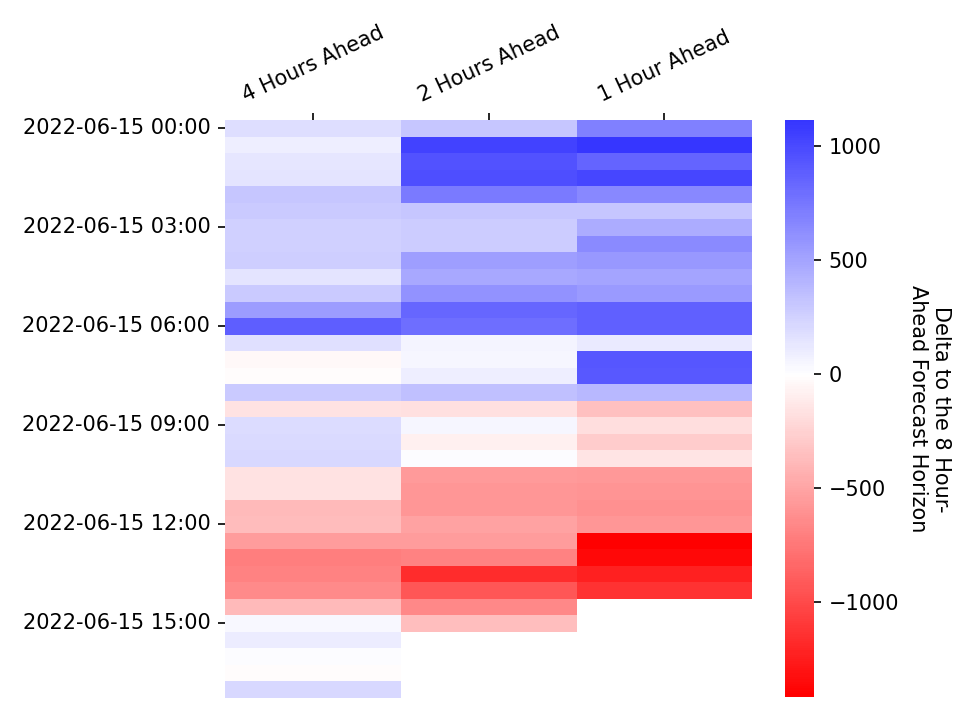 4 Hours Ahead
2 Hours Ahead
1 Hour Ahead
2022-06-15 00:00
2022-06-15 03:00
2022-06-15 06:00
2022-06-15 09:00
2022-06-15 12:00
2022-06-15 15:00
1000
500
0
−500
−1000
Delta to the 8 Hour-
Ahead Forecast Horizon